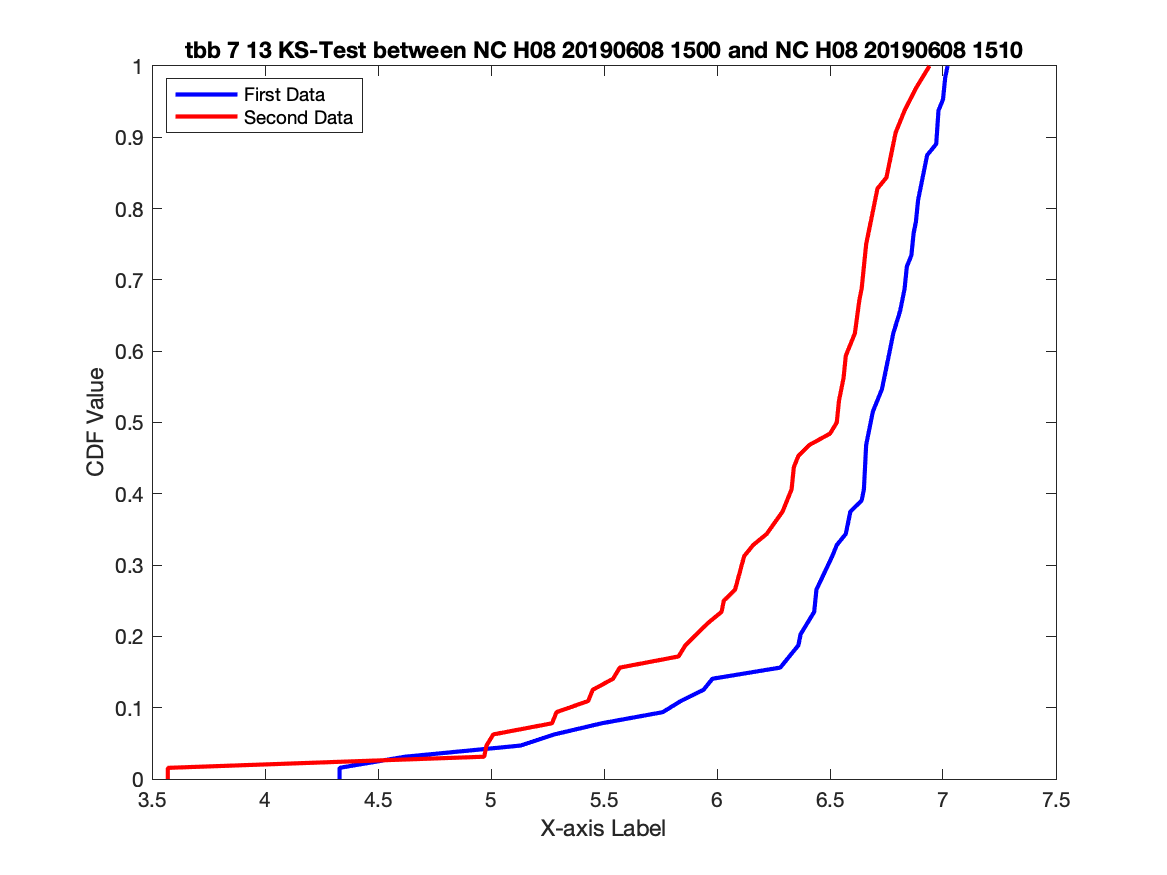 tbb 7 13 KS-Test between NC H08 20190608 1500 and NC H08 20190608 1510
First Data
Second Data
CDF Value
1
0.9
0.8
0.7
0.6
0.5
0.4
0.3
0.2
0.1
0
3.5 4 4.5 5 5.5 6 6.5 7 7.5
X-axis Label